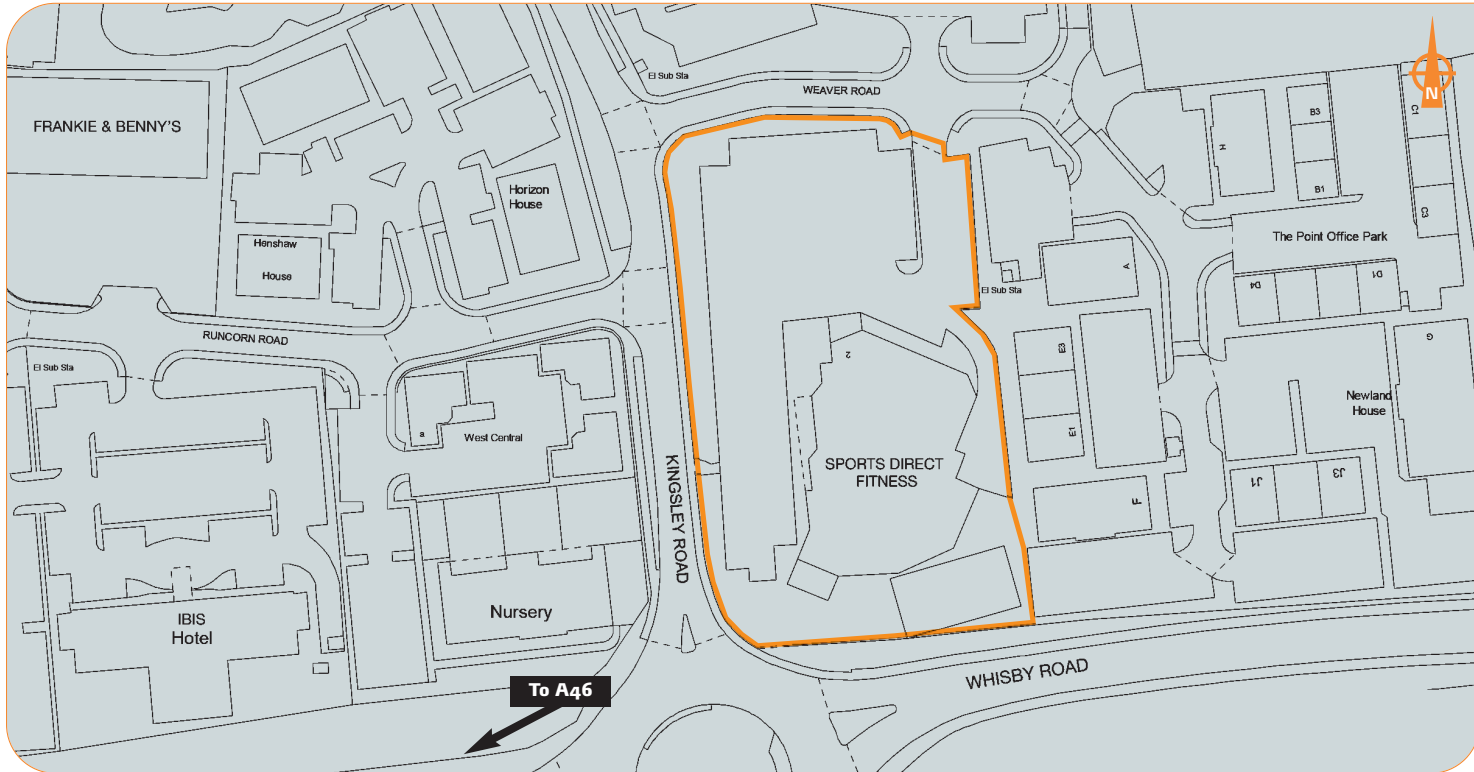 El Sub Sta
WEAVER ROAD
N
FRANKIE & BENNY'S
B3
C1
H
B1
C3
Horizon
House
Henshaw
House
The Point Office Park
A
D4
D1
El Sub Sta
RUNCORN ROAD
2
E3
G
El Sub Sta
Newland
House
E1
a
West Central
KINGSLEY ROAD
SPORTS DIRECT
FITNESS
J1
J3
F
IBIS
Hotel
Nursery
WHISBY ROAD
To A46